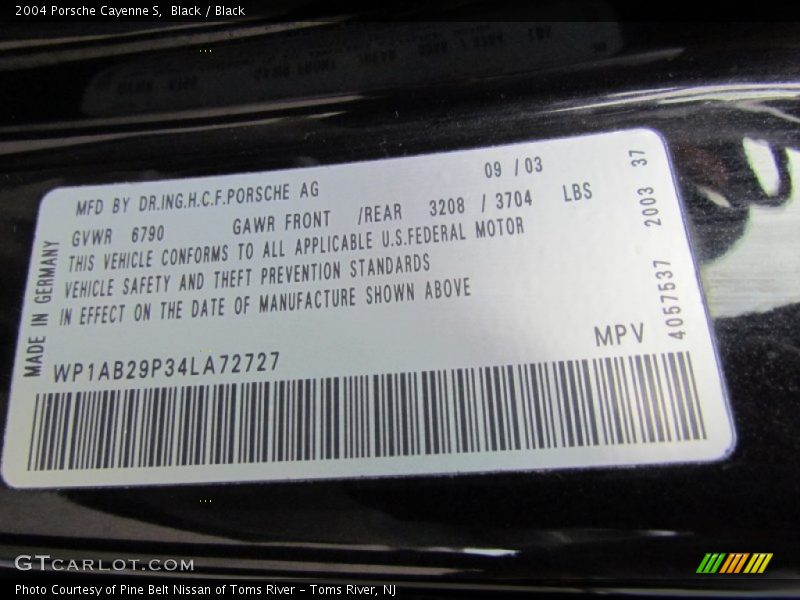 2004 Porsche Cayenne S,  Black / Black
MFD BY DR.ING.H.C.F.PORSCHE AG
09 / 03
GVWR 6790 GAWR FRONT /REAR 3208 / 3704 LBS
THIS VEHICLE CONFORMS TO ALL APPLICABLE U.S.FEDERAL MOTOR
VEHICLE SAFETY AND THEFT PREVENTION STANDARDS
IN EFFECT ON THE DATE OF MANUFACTURE SHOWN ABOVE
MADE IN GERMANY
4057537 2003 37
MPV
WP1AB29P34LA72727
GTCARLOT.COM
Photo Courtesy of Pine Belt Nissan of Toms River – Toms River, NJ